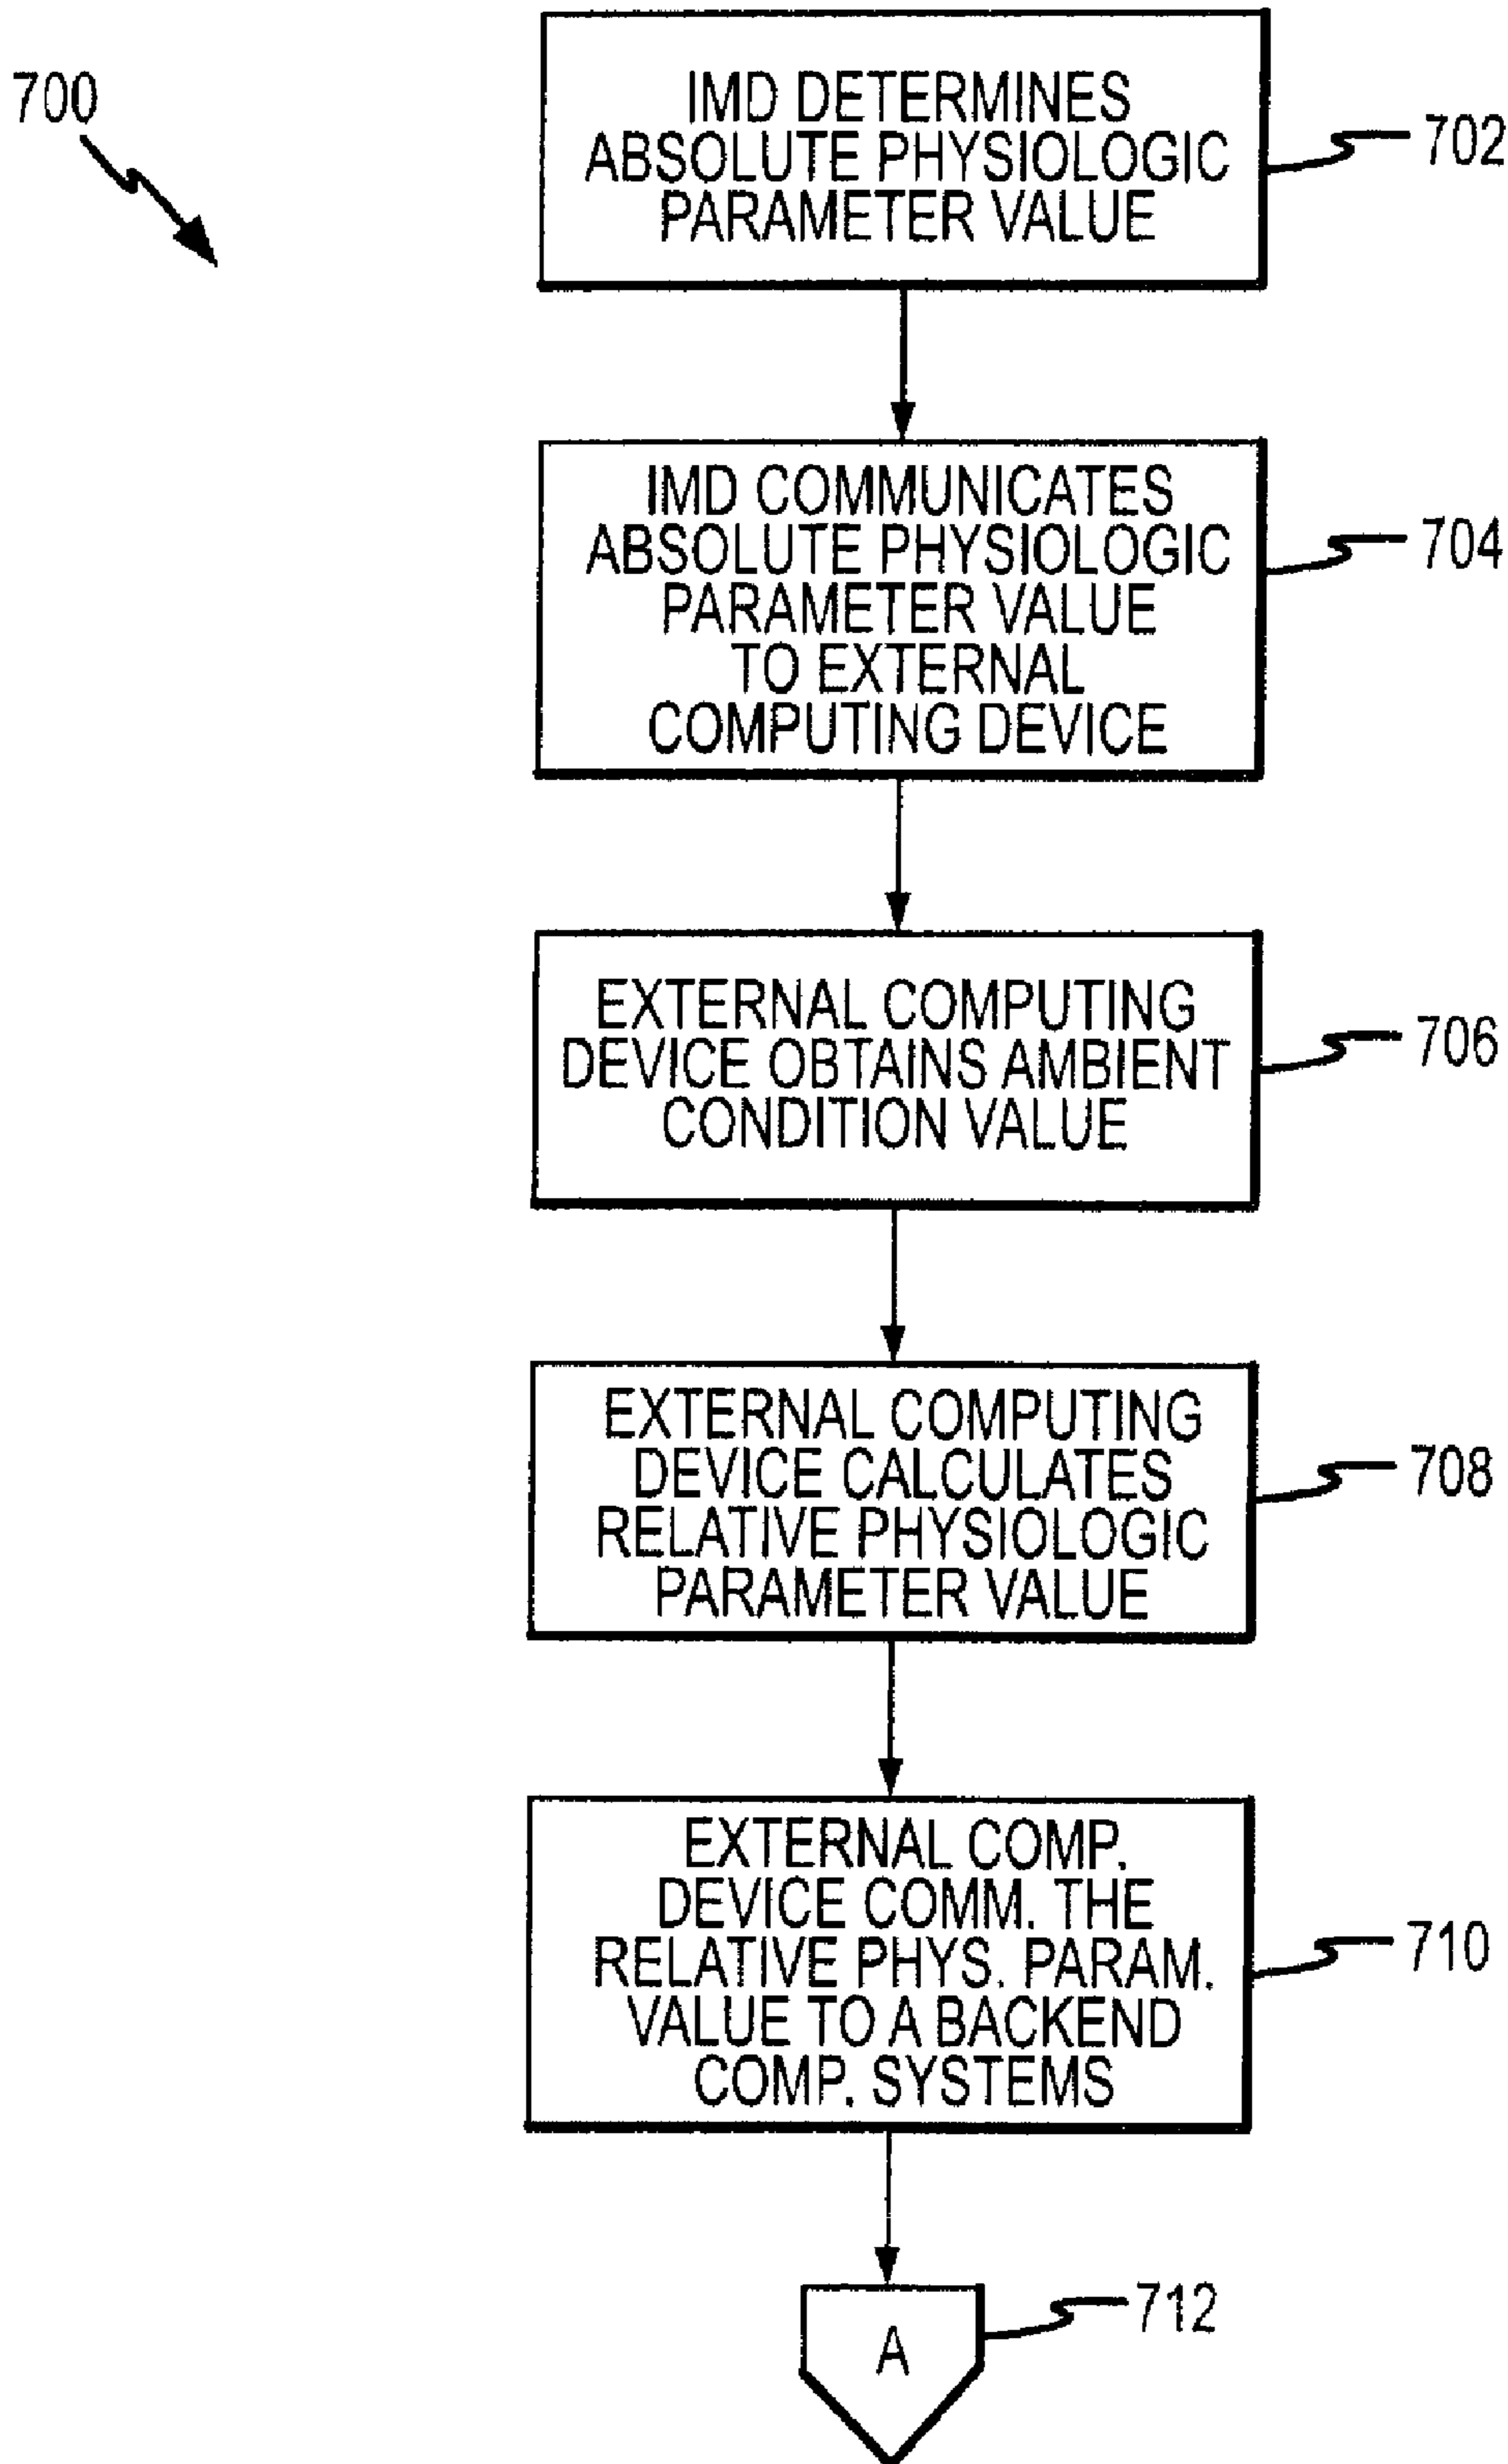 700
IMD DETERMINES
ABSOLUTE PHYSIOLOGIC
PARAMETER VALUE
702
IMD COMMUNICATES
ABSOLUTE PHYSIOLOGIC
PARAMETER VALUE
TO EXTERNAL
COMPUTING DEVICE
704
EXTERNAL COMPUTING
DEVICE OBTAINS AMBIENT
CONDITION VALUE
706
EXTERNAL COMPUTING
DEVICE CALCULATES
RELATIVE PHYSIOLOGIC
PARAMETER VALUE
708
EXTERNAL COMP.
DEVICE COMM. THE
RELATIVE PHYS. PARAM.
VALUE TO A BACKEND
COMP. SYSTEMS
710
A
712